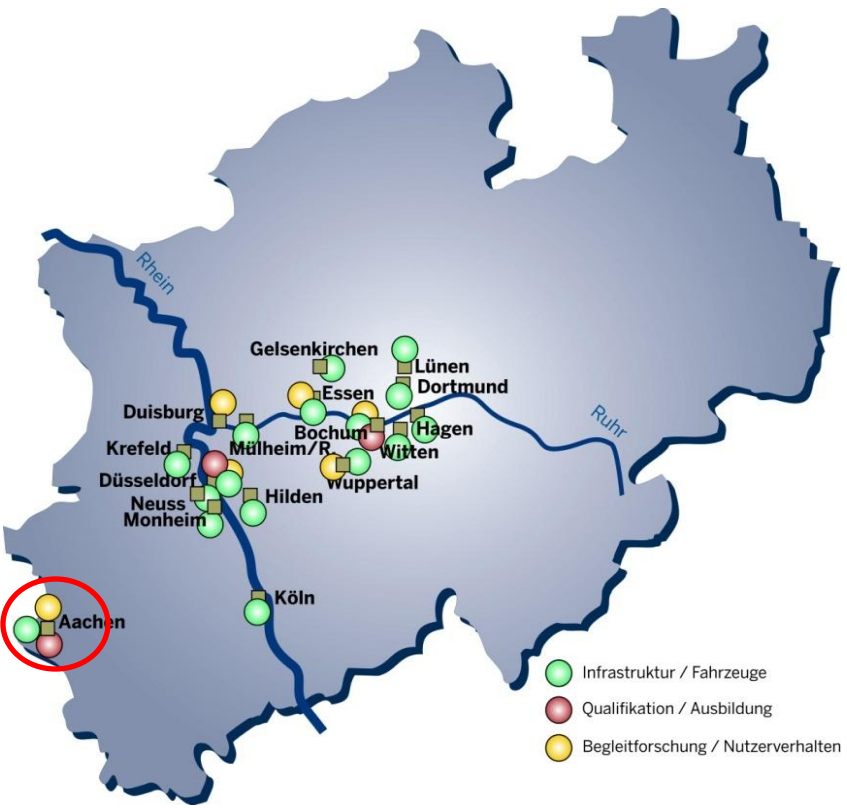 Rhein
Gelsenkirchen
Lünen
Dortmund
Essen
Duisburg
Ruhr
Hagen
Bochum
Krefeld
Mülheim/R.
Witten
Düsseldorf
Wuppertal
Neuss
Hilden
Monheim
Köln
Aachen
Infrastruktur / Fahrzeuge
Qualifikation / Ausbildung
Begleitforschung / Nutzerverhalten